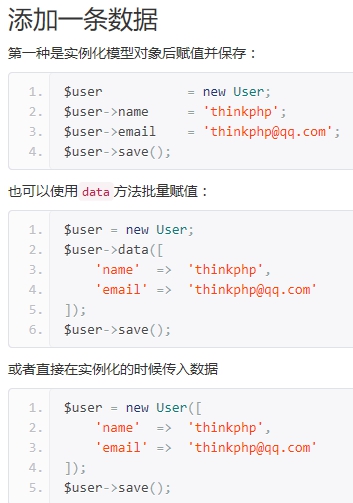 添加一条数据
第一种是实例化模型对象后赋值并保存：
1. $user           = new User;
2. $user->name     = 'thinkphp';
3. $user->email    = 'thinkphp@qq.com';
4. $user->save();
也可以使用 data 方法批量赋值：
1. $user = new User;
2. $user->data([
3.     'name'  =>  'thinkphp',
4.     'email' =>  'thinkphp@qq.com'
5. ]);
6. $user->save();
或者直接在实例化的时候传入数据
1. $user = new User([
2.     'name'  =>  'thinkphp',
3.     'email' =>  'thinkphp@qq.com'
4. ]);
5. $user->save();